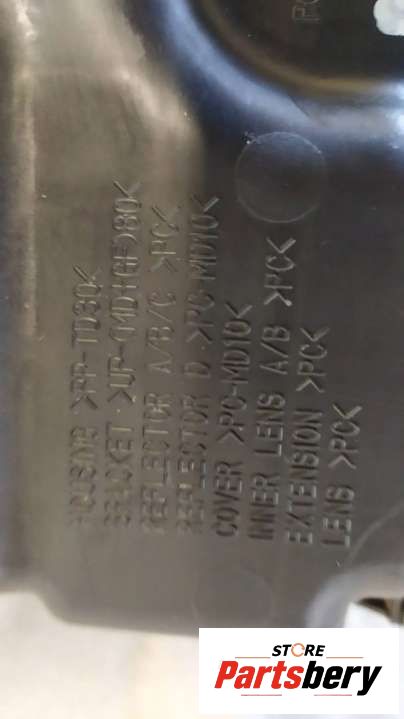 HOUSING >PP-TD30<
BRACKET >UP-(MD+GF)80<
REFLECTOR A/B/C >PC<
REFLECTOR D >PC-MD10<
COVER >PC-MD10<
INNER LENS A/B >PC<
EXTENSION >PC<
LENS >PC<
STORE
Partsbery